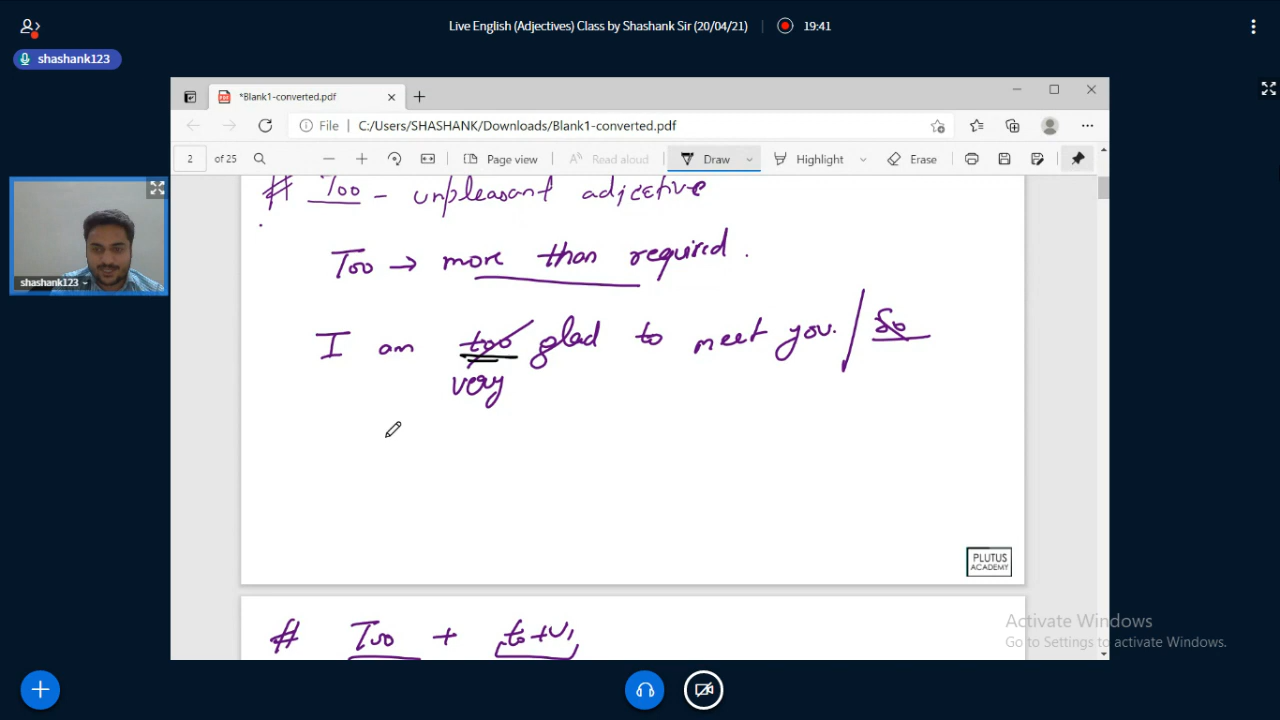 Live English (Adjectives) Class by Shashank Sir (20/04/21) 19:41
shashank123
*Blank1-converted.pdf
File C:/Users/SHASHANK/Downloads/Blank1-converted.pdf
2 of 25 Page view Read aloud Draw Highlight Erase
# Too - unpleasant adjective
Too → more than required.
I am too glad to meet you. / So
very
shashank123
PLUTUS
ACADEMY
# Too + to+V1
Activate Windows
Go to Settings to activate Windows.